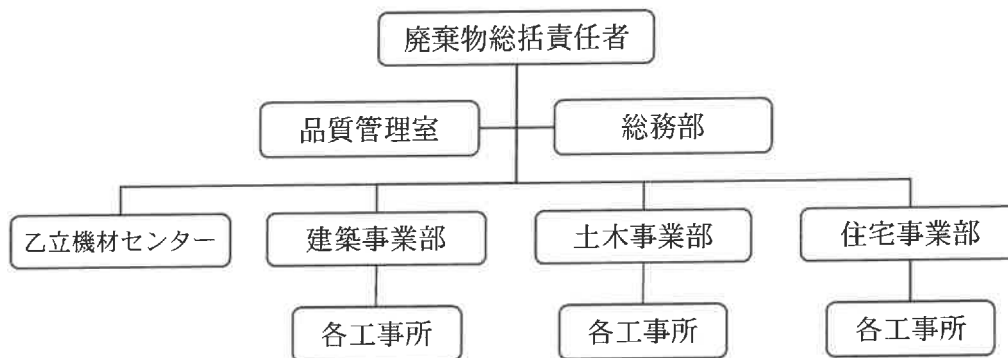 廃棄物総括責任者
品質管理室
総務部
乙立機材センター
建築事業部
土木事業部
住宅事業部
各工事所
各工事所
各工事所